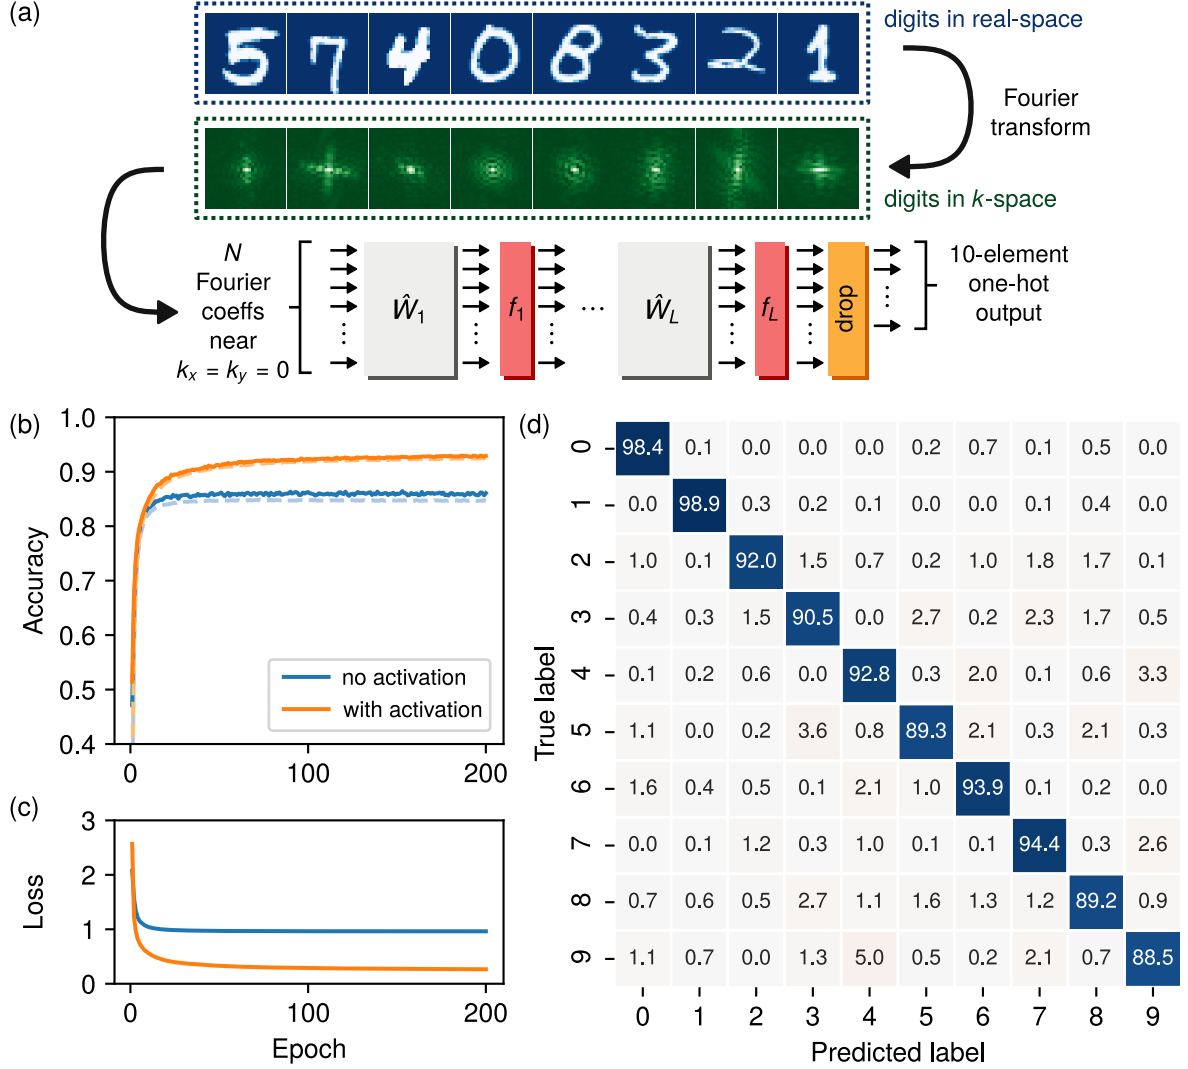 (a)
digits in real-space
5 7 4 0 8 3 2 1
Fourier
transform
digits in k-space
N
Fourier
coeffs
near
kₓ = kᵧ = 0
Ŵ₁
f₁
...
Ŵ_L
f_L
drop
10-element
one-hot
output
(b)
Accuracy
1.0
0.9
0.8
0.7
0.6
0.5
0.4
no activation
with activation
0 100 200
(c)
Loss
3
2
1
0
0 100 200
Epoch
(d)
True label
0 98.4 0.1 0.0 0.0 0.0 0.2 0.7 0.1 0.5 0.0
1 0.0 98.9 0.3 0.2 0.1 0.0 0.0 0.1 0.4 0.0
2 1.0 0.1 92.0 1.5 0.7 0.2 1.0 1.8 1.7 0.1
3 0.4 0.3 1.5 90.5 0.0 2.7 0.2 2.3 1.7 0.5
4 0.1 0.2 0.6 0.0 92.8 0.3 2.0 0.1 0.6 3.3
5 1.1 0.0 0.2 3.6 0.8 89.3 2.1 0.3 2.1 0.3
6 1.6 0.4 0.5 0.1 2.1 1.0 93.9 0.1 0.2 0.0
7 0.0 0.1 1.2 0.3 1.0 0.1 0.1 94.4 0.3 2.6
8 0.7 0.6 0.5 2.7 1.1 1.6 1.3 1.2 89.2 0.9
9 1.1 0.7 0.0 1.3 5.0 0.5 0.2 2.1 0.7 88.5
0 1 2 3 4 5 6 7 8 9
Predicted label